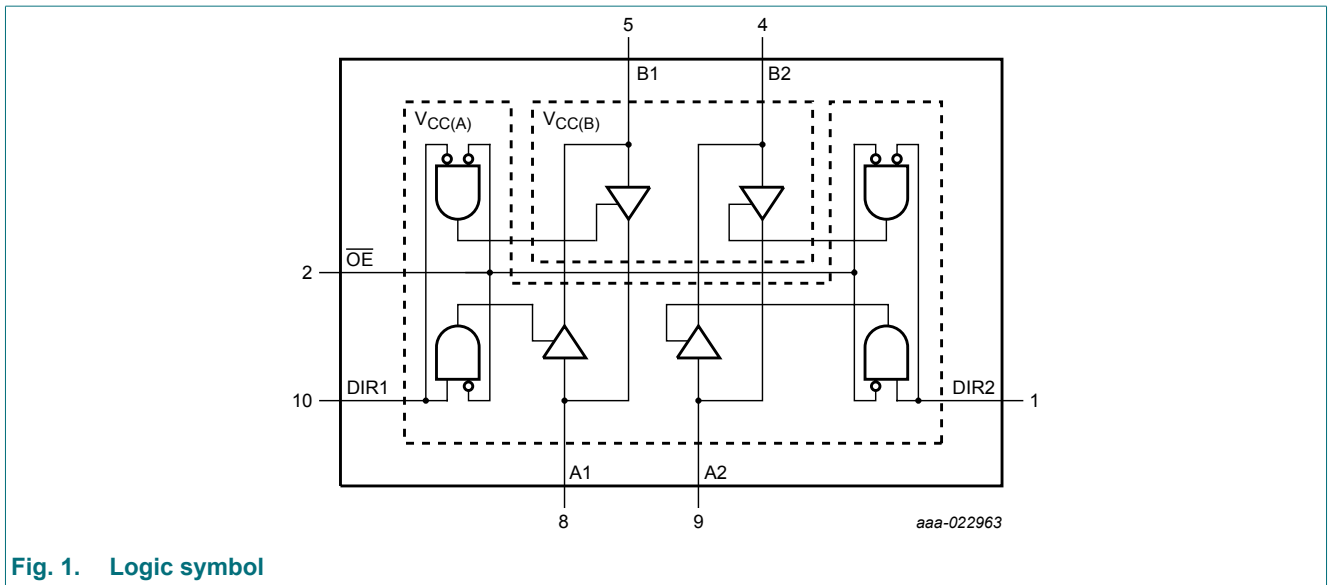 5 4
B1 B2
VCC(A) VCC(B)
2 OE
10 DIR1 DIR2 1
A1 A2
8 9
aaa-022963
Fig. 1. Logic symbol